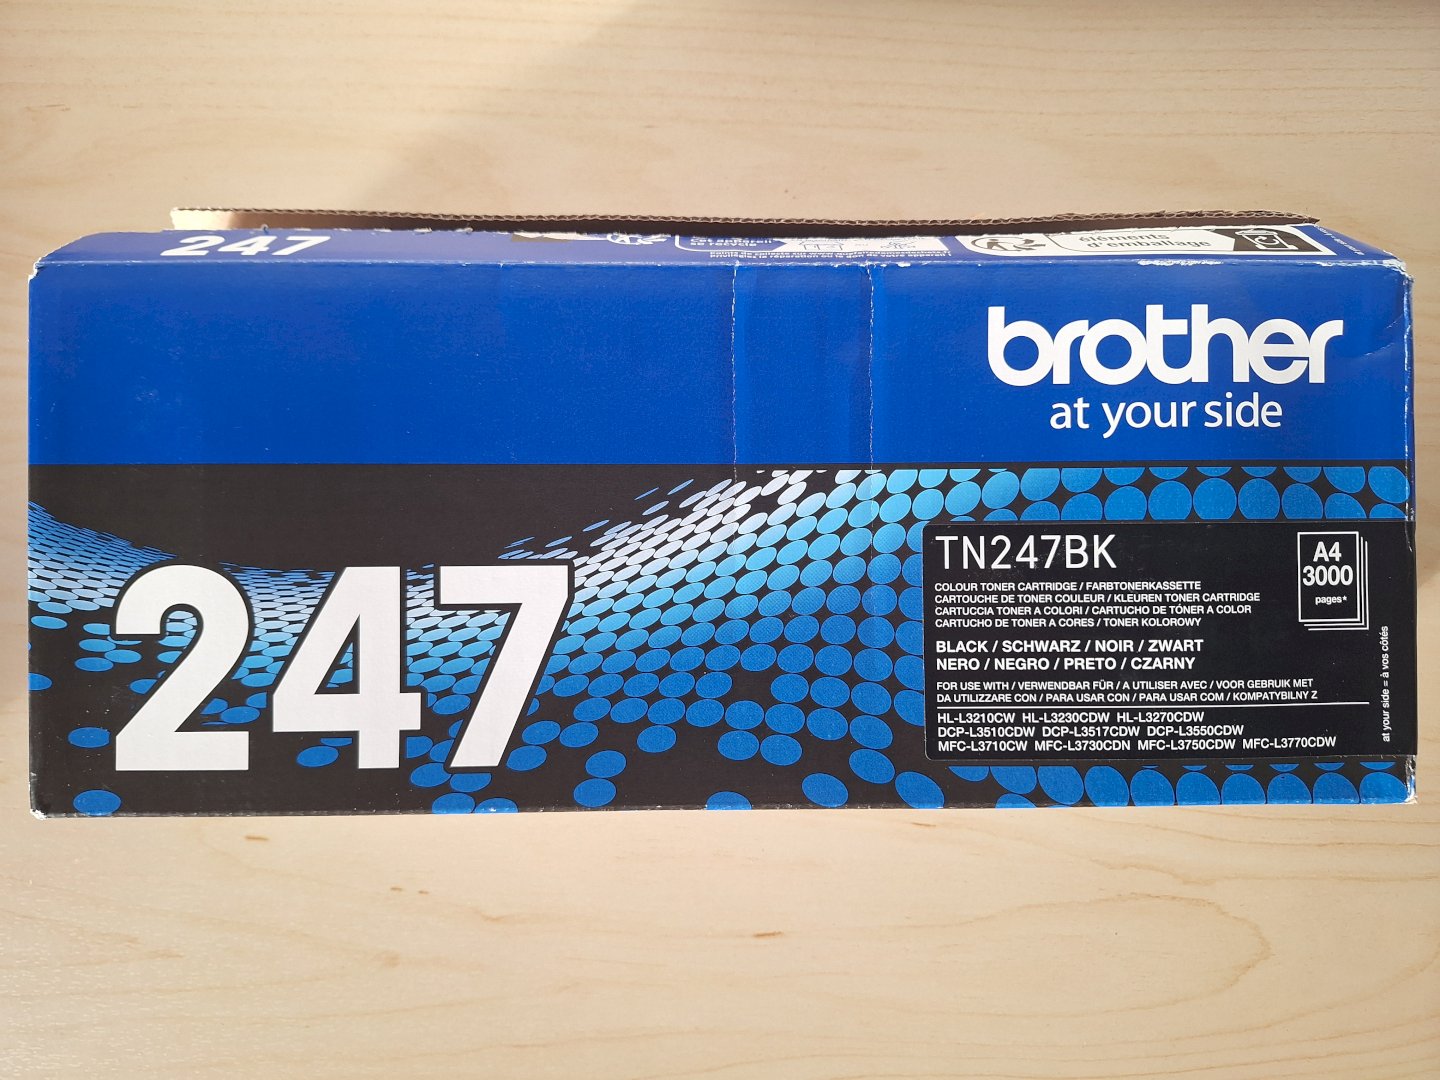 247
cet appareil
se recycle
éléments
d'emballage
brother
at your side
247
TN247BK
COLOUR TONER CARTRIDGE / FARBTONERKASSETTE
CARTOUCHE DE TONER COULEUR / KLEUREN TONER CARTRIDGE
CARTUCCIA TONER A COLORI / CARTUCHO DE TÓNER A COLOR
CARTUCHO DE TONER A CORES / TONER KOLOROWY
A4
3000
pages*
BLACK / SCHWARZ / NOIR / ZWART
NERO / NEGRO / PRETO / CZARNY
FOR USE WITH / VERWENDBAR FÜR / A UTILISER AVEC / VOOR GEBRUIK MET
DA UTILIZZARE CON / PARA USAR CON / PARA USAR COM / KOMPATYBILNY Z
HL-L3210CW HL-L3230CDW HL-L3270CDW
DCP-L3510CDW DCP-L3517CDW DCP-L3550CDW
MFC-L3710CW MFC-L3730CDN MFC-L3750CDW MFC-L3770CDW
at your side = à vos côtés